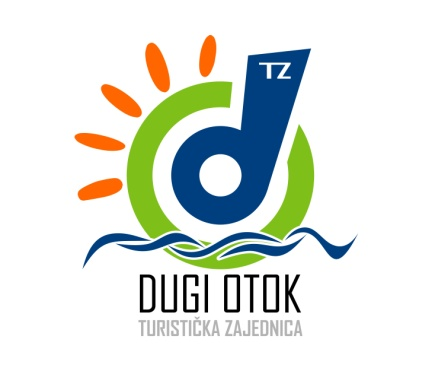 TZ
d
DUGI OTOK
TURISTIČKA ZAJEDNICA